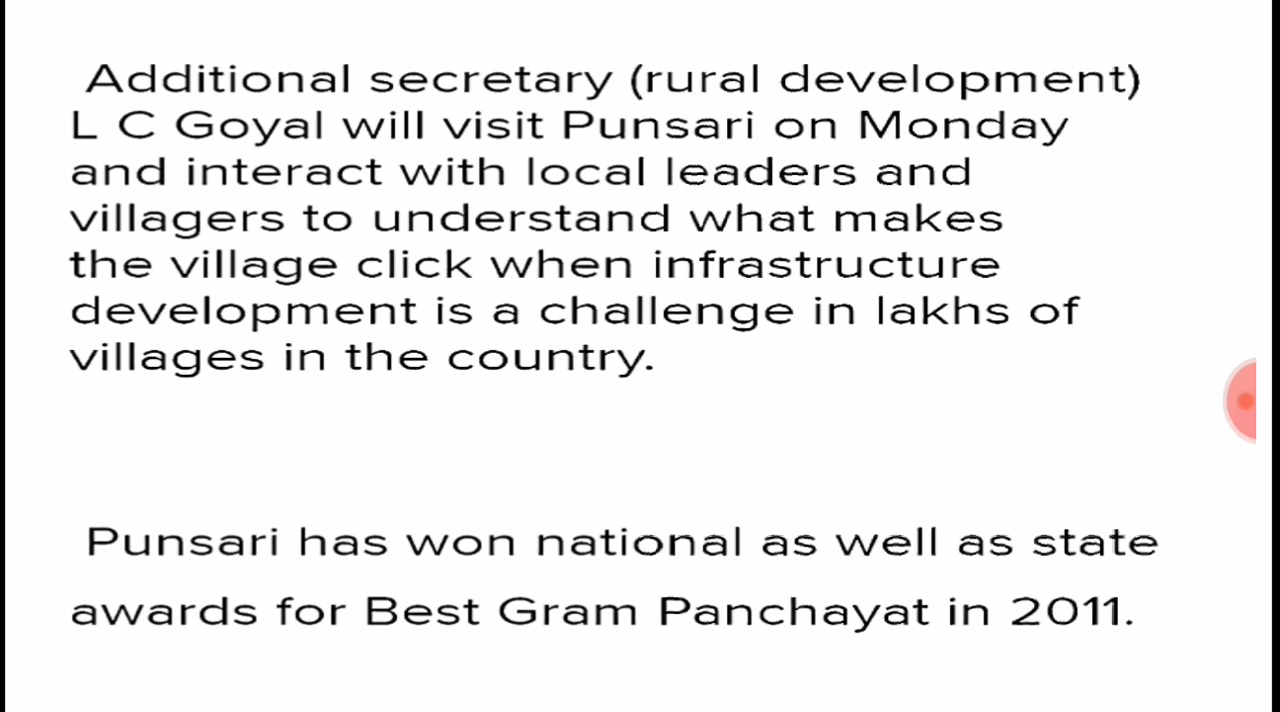 Additional secretary (rural development)
L C Goyal will visit Punsari on Monday
and interact with local leaders and
villagers to understand what makes
the village click when infrastructure
development is a challenge in lakhs of
villages in the country.
Punsari has won national as well as state
awards for Best Gram Panchayat in 2011.